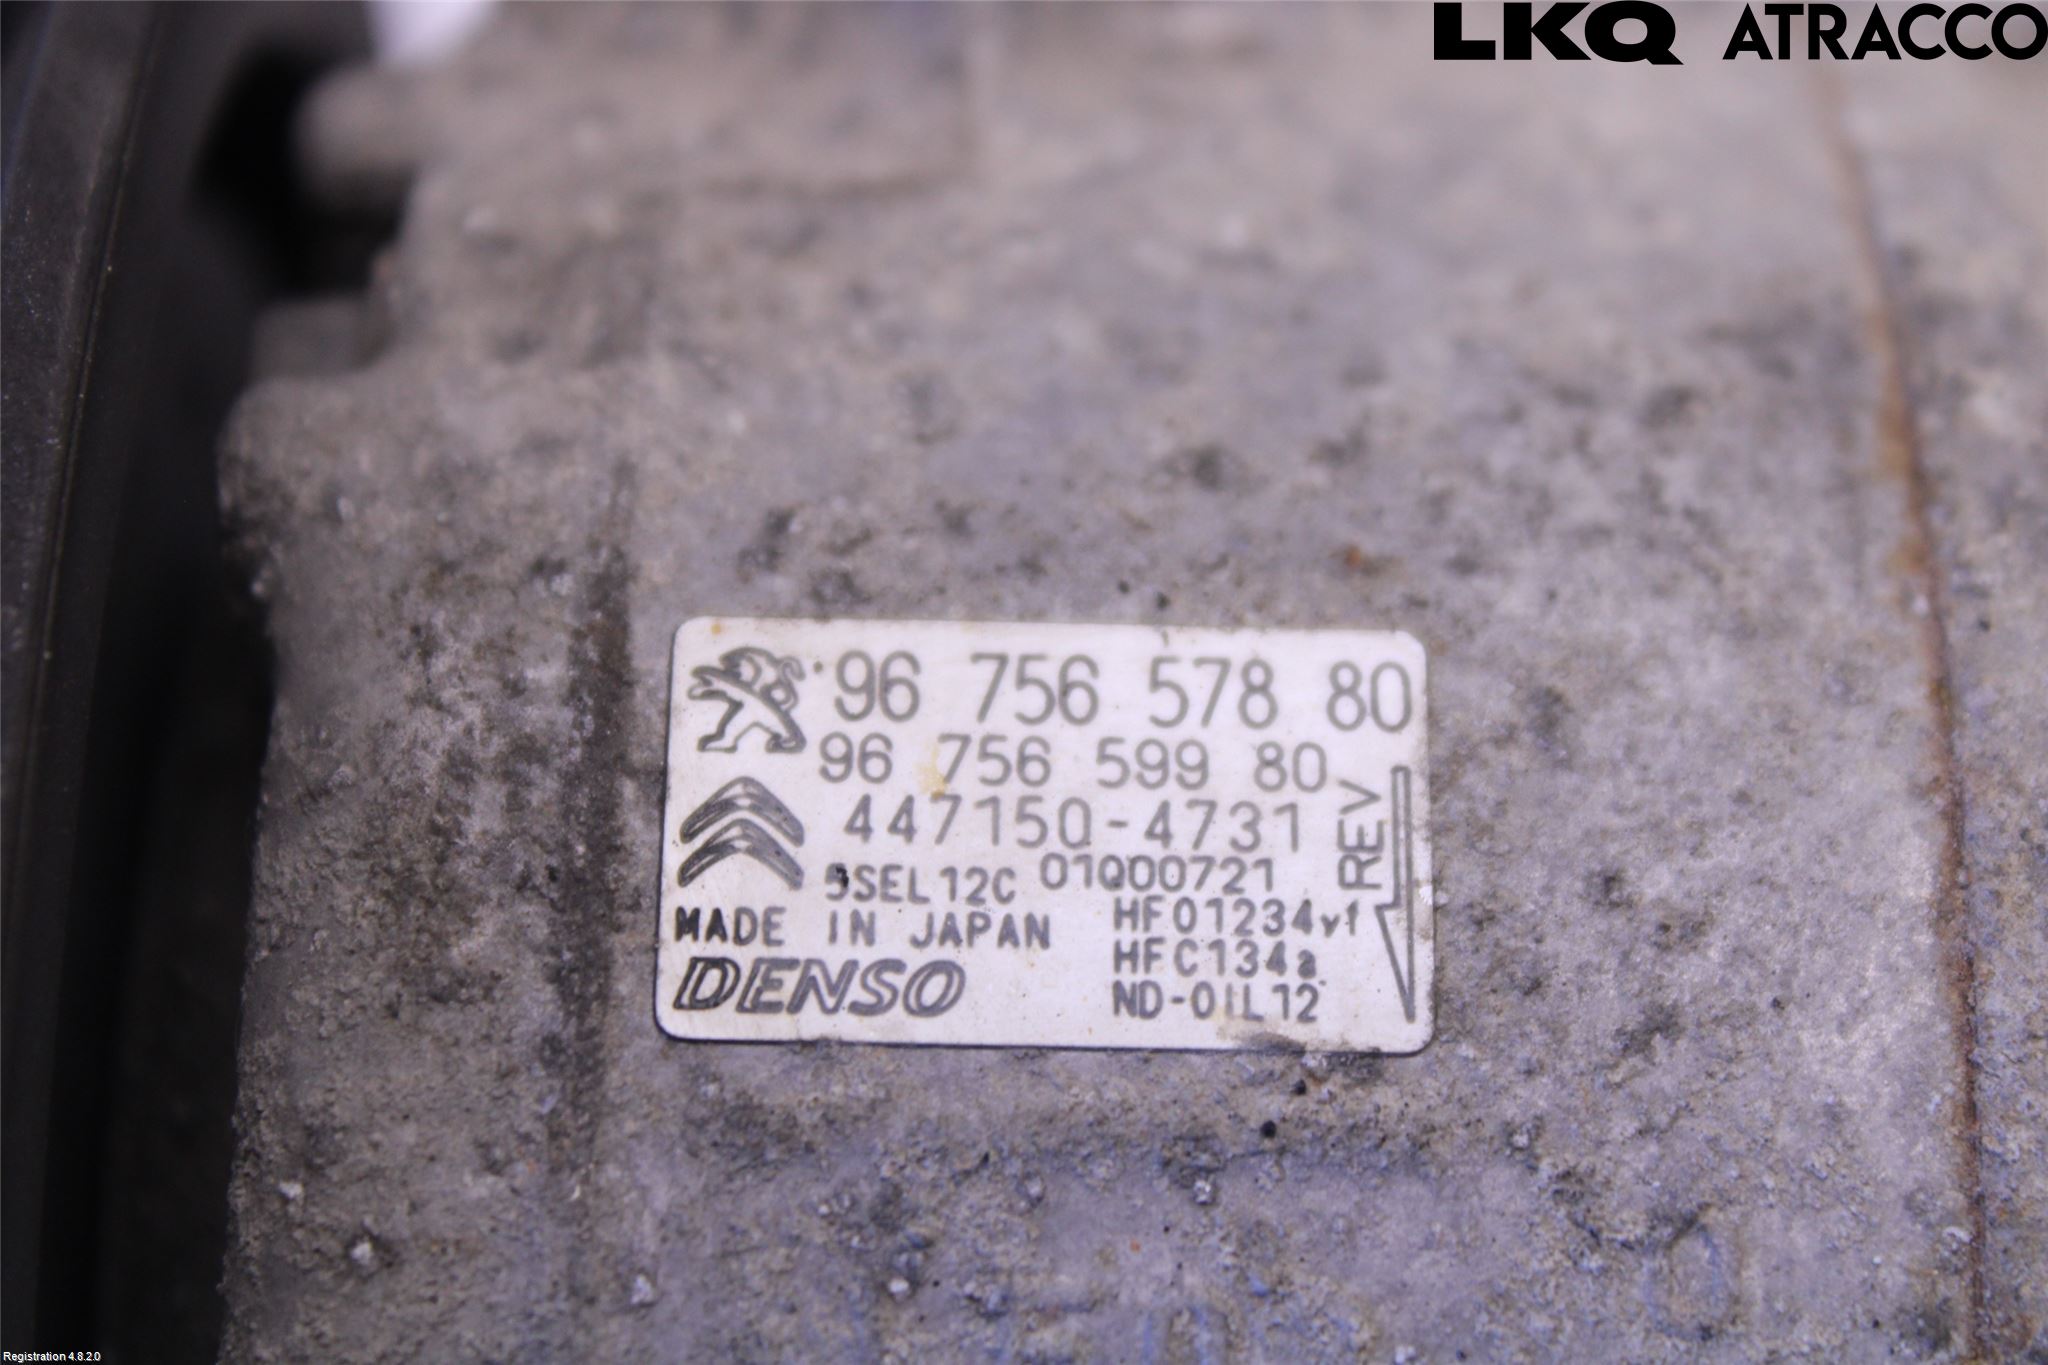 LKQ ATRACCO
96 756 578 80
96 756 599 80
447150-4731
5SEL12C 01Q00721
REV
MADE IN JAPAN
HFO1234yf
HFC134a
DENSO
ND-OIL12
Registration 4.8.2.0